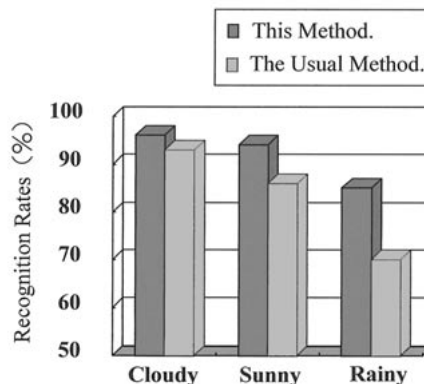 This Method.
The Usual Method.
Recognition Rates (%)
100
90
80
70
60
50
Cloudy Sunny Rainy